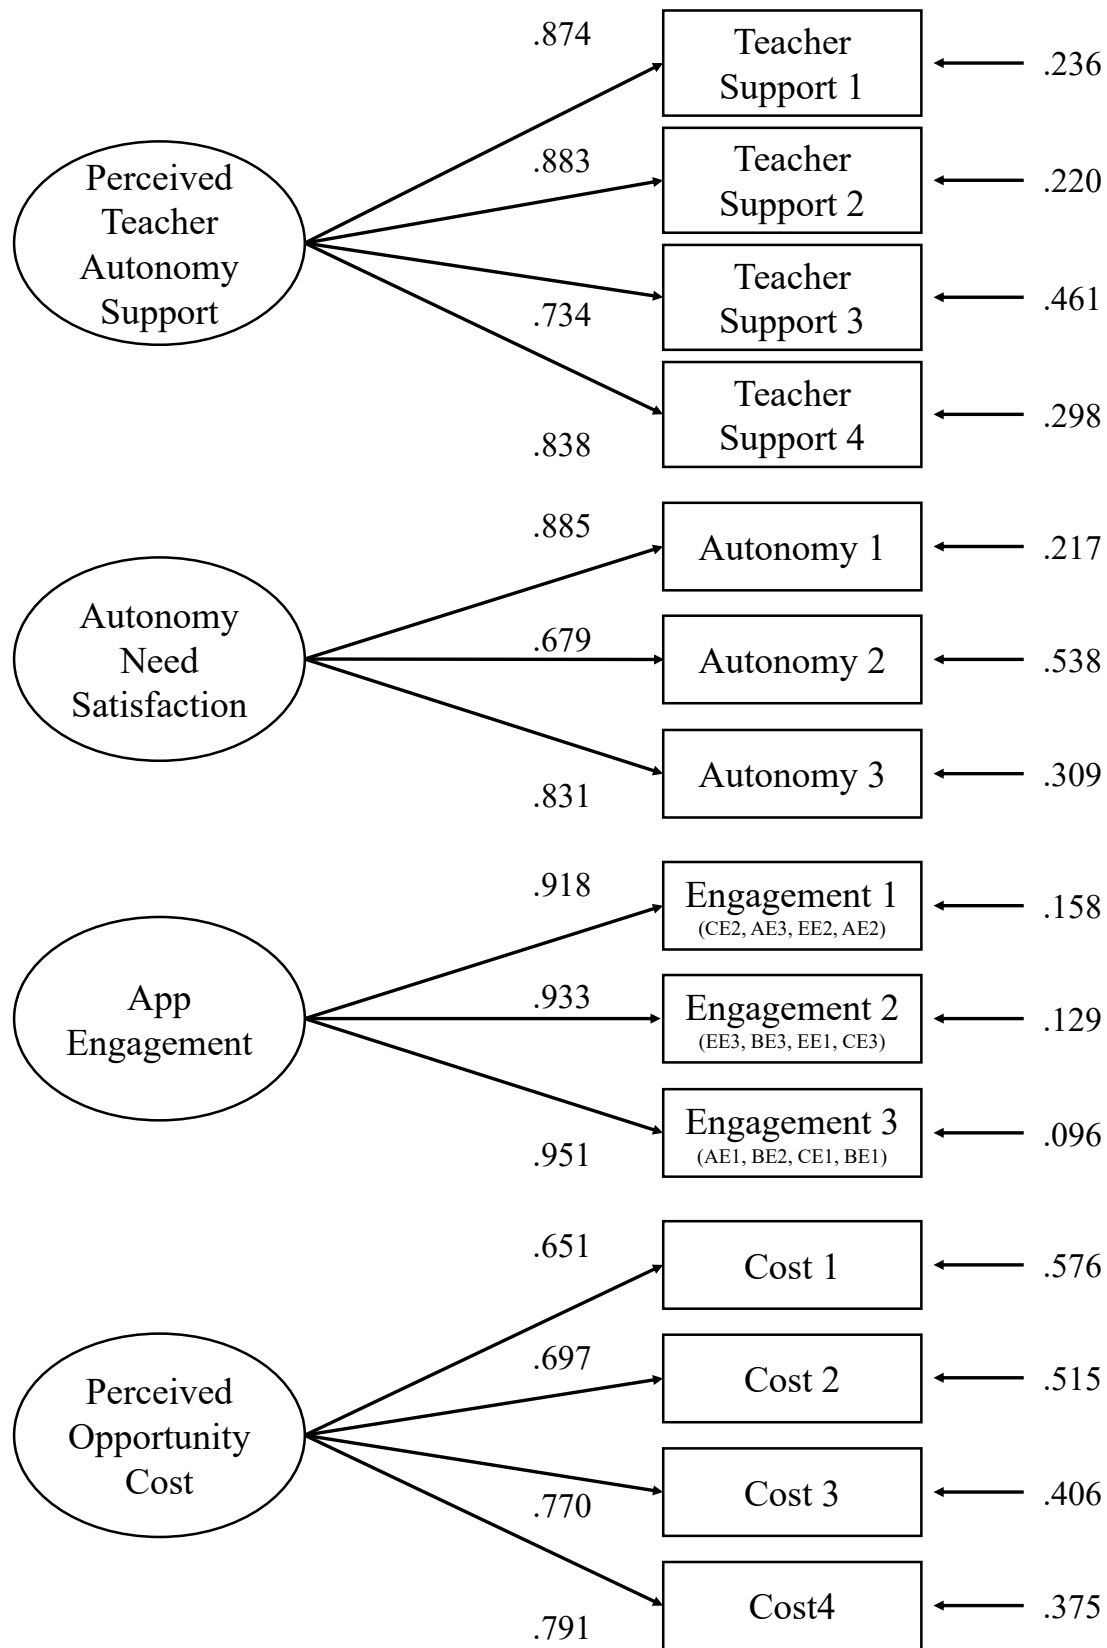 .874
Teacher
Support 1
.236
Perceived
Teacher
Autonomy
Support
.883
Teacher
Support 2
.220
.734
Teacher
Support 3
.461
.838
Teacher
Support 4
.298
Autonomy
Need
Satisfaction
.885
Autonomy 1
.217
.679
Autonomy 2
.538
.831
Autonomy 3
.309
App
Engagement
.918
Engagement 1
(CE2, AE3, EE2, AE2)
.158
.933
Engagement 2
(EE3, BE3, EE1, CE3)
.129
.951
Engagement 3
(AE1, BE2, CE1, BE1)
.096
Perceived
Opportunity
Cost
.651
Cost 1
.576
.697
Cost 2
.515
.770
Cost 3
.406
.791
Cost4
.375